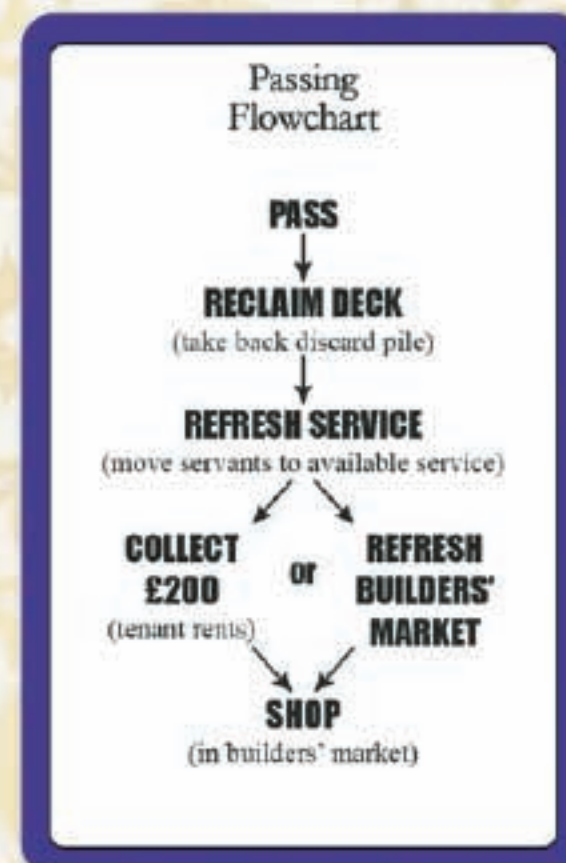 Passing
Flowchart
PASS
RECLAIM DECK
(take back discard pile)
REFRESH SERVICE
(move servants to available service)
COLLECT
£200
(tenant rents)
or
REFRESH
BUILDERS'
MARKET
SHOP
(in builders' market)